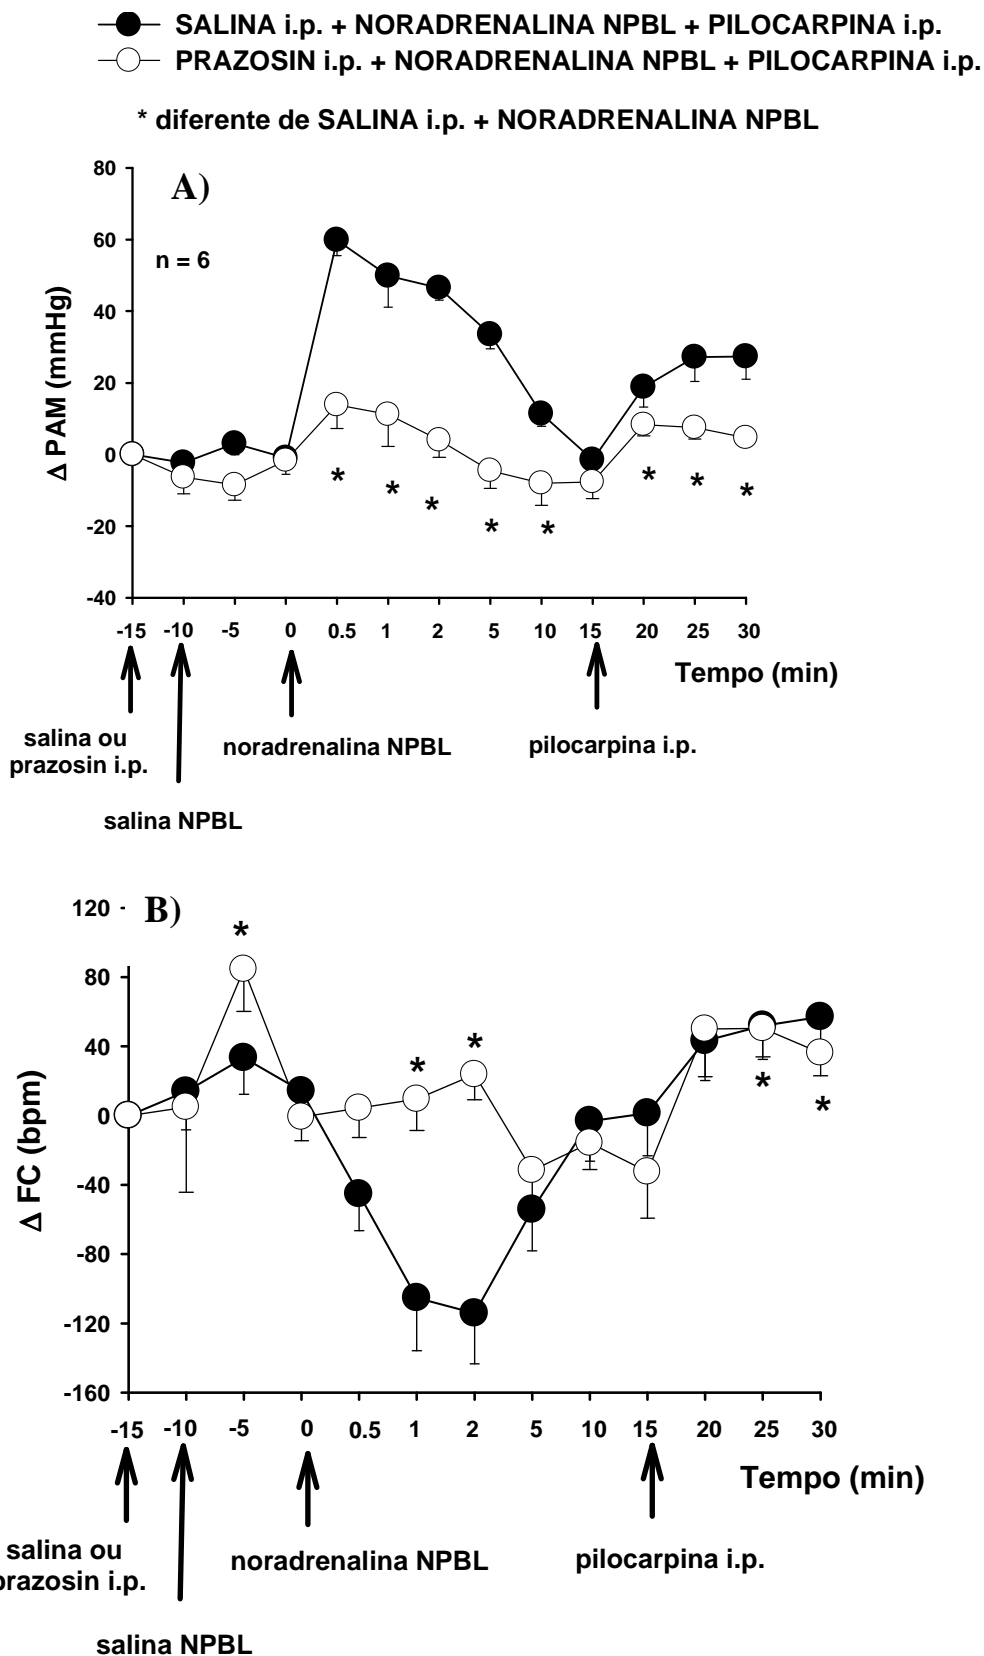 SALINA i.p. + NORADRENALINA NPBL + PILOCARPINA i.p.
PRAZOSIN i.p. + NORADRENALINA NPBL + PILOCARPINA i.p.
* diferente de SALINA i.p. + NORADRENALINA NPBL
A)
n = 6
Δ PAM (mmHg)
80
60
40
20
0
-20
-40
* * * * * * * *
-15 -10 -5 0 0.5 1 2 5 10 15 20 25 30
Tempo (min)
salina ou
prazosin i.p.
noradrenalina NPBL
pilocarpina i.p.
salina NPBL
B)
Δ FC (bpm)
120
80
40
0
-40
-80
-120
-160
* * * * *
-15 -10 -5 0 0.5 1 2 5 10 15 20 25 30
Tempo (min)
salina ou
prazosin i.p.
noradrenalina NPBL
pilocarpina i.p.
salina NPBL